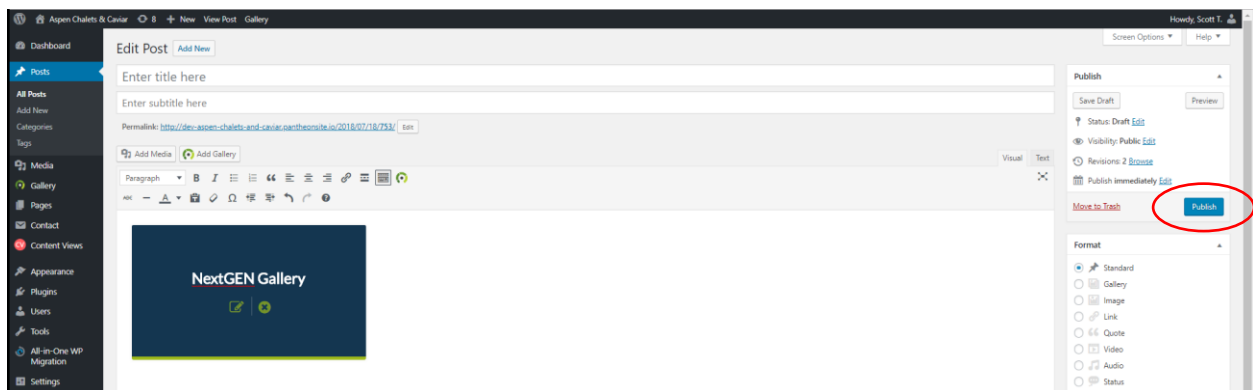 Aspen Chalets & Caviar 8 New View Post Gallery Howdy, Scott T.
Screen Options Help
Dashboard
Posts
All Posts
Add New
Categories
Tags
Media
Gallery
Pages
Contact
Content Views
Appearance
Plugins
Users
Tools
All-in-One WP
Migration
Settings
Edit Post Add New
Enter title here
Enter subtitle here
Permalink: http://dev-aspen-chalets-and-caviar.pantheonsite.io/2018/07/18/753/ Edit
Add Media Add Gallery Visual Text
Paragraph B I
ABC A Ω
NextGEN Gallery
Publish
Save Draft Preview
Status: Draft Edit
Visibility: Public Edit
Revisions: 2 Browse
Publish immediately Edit
Move to Trash Publish
Format
Standard
Gallery
Image
Link
Quote
Video
Audio
Status